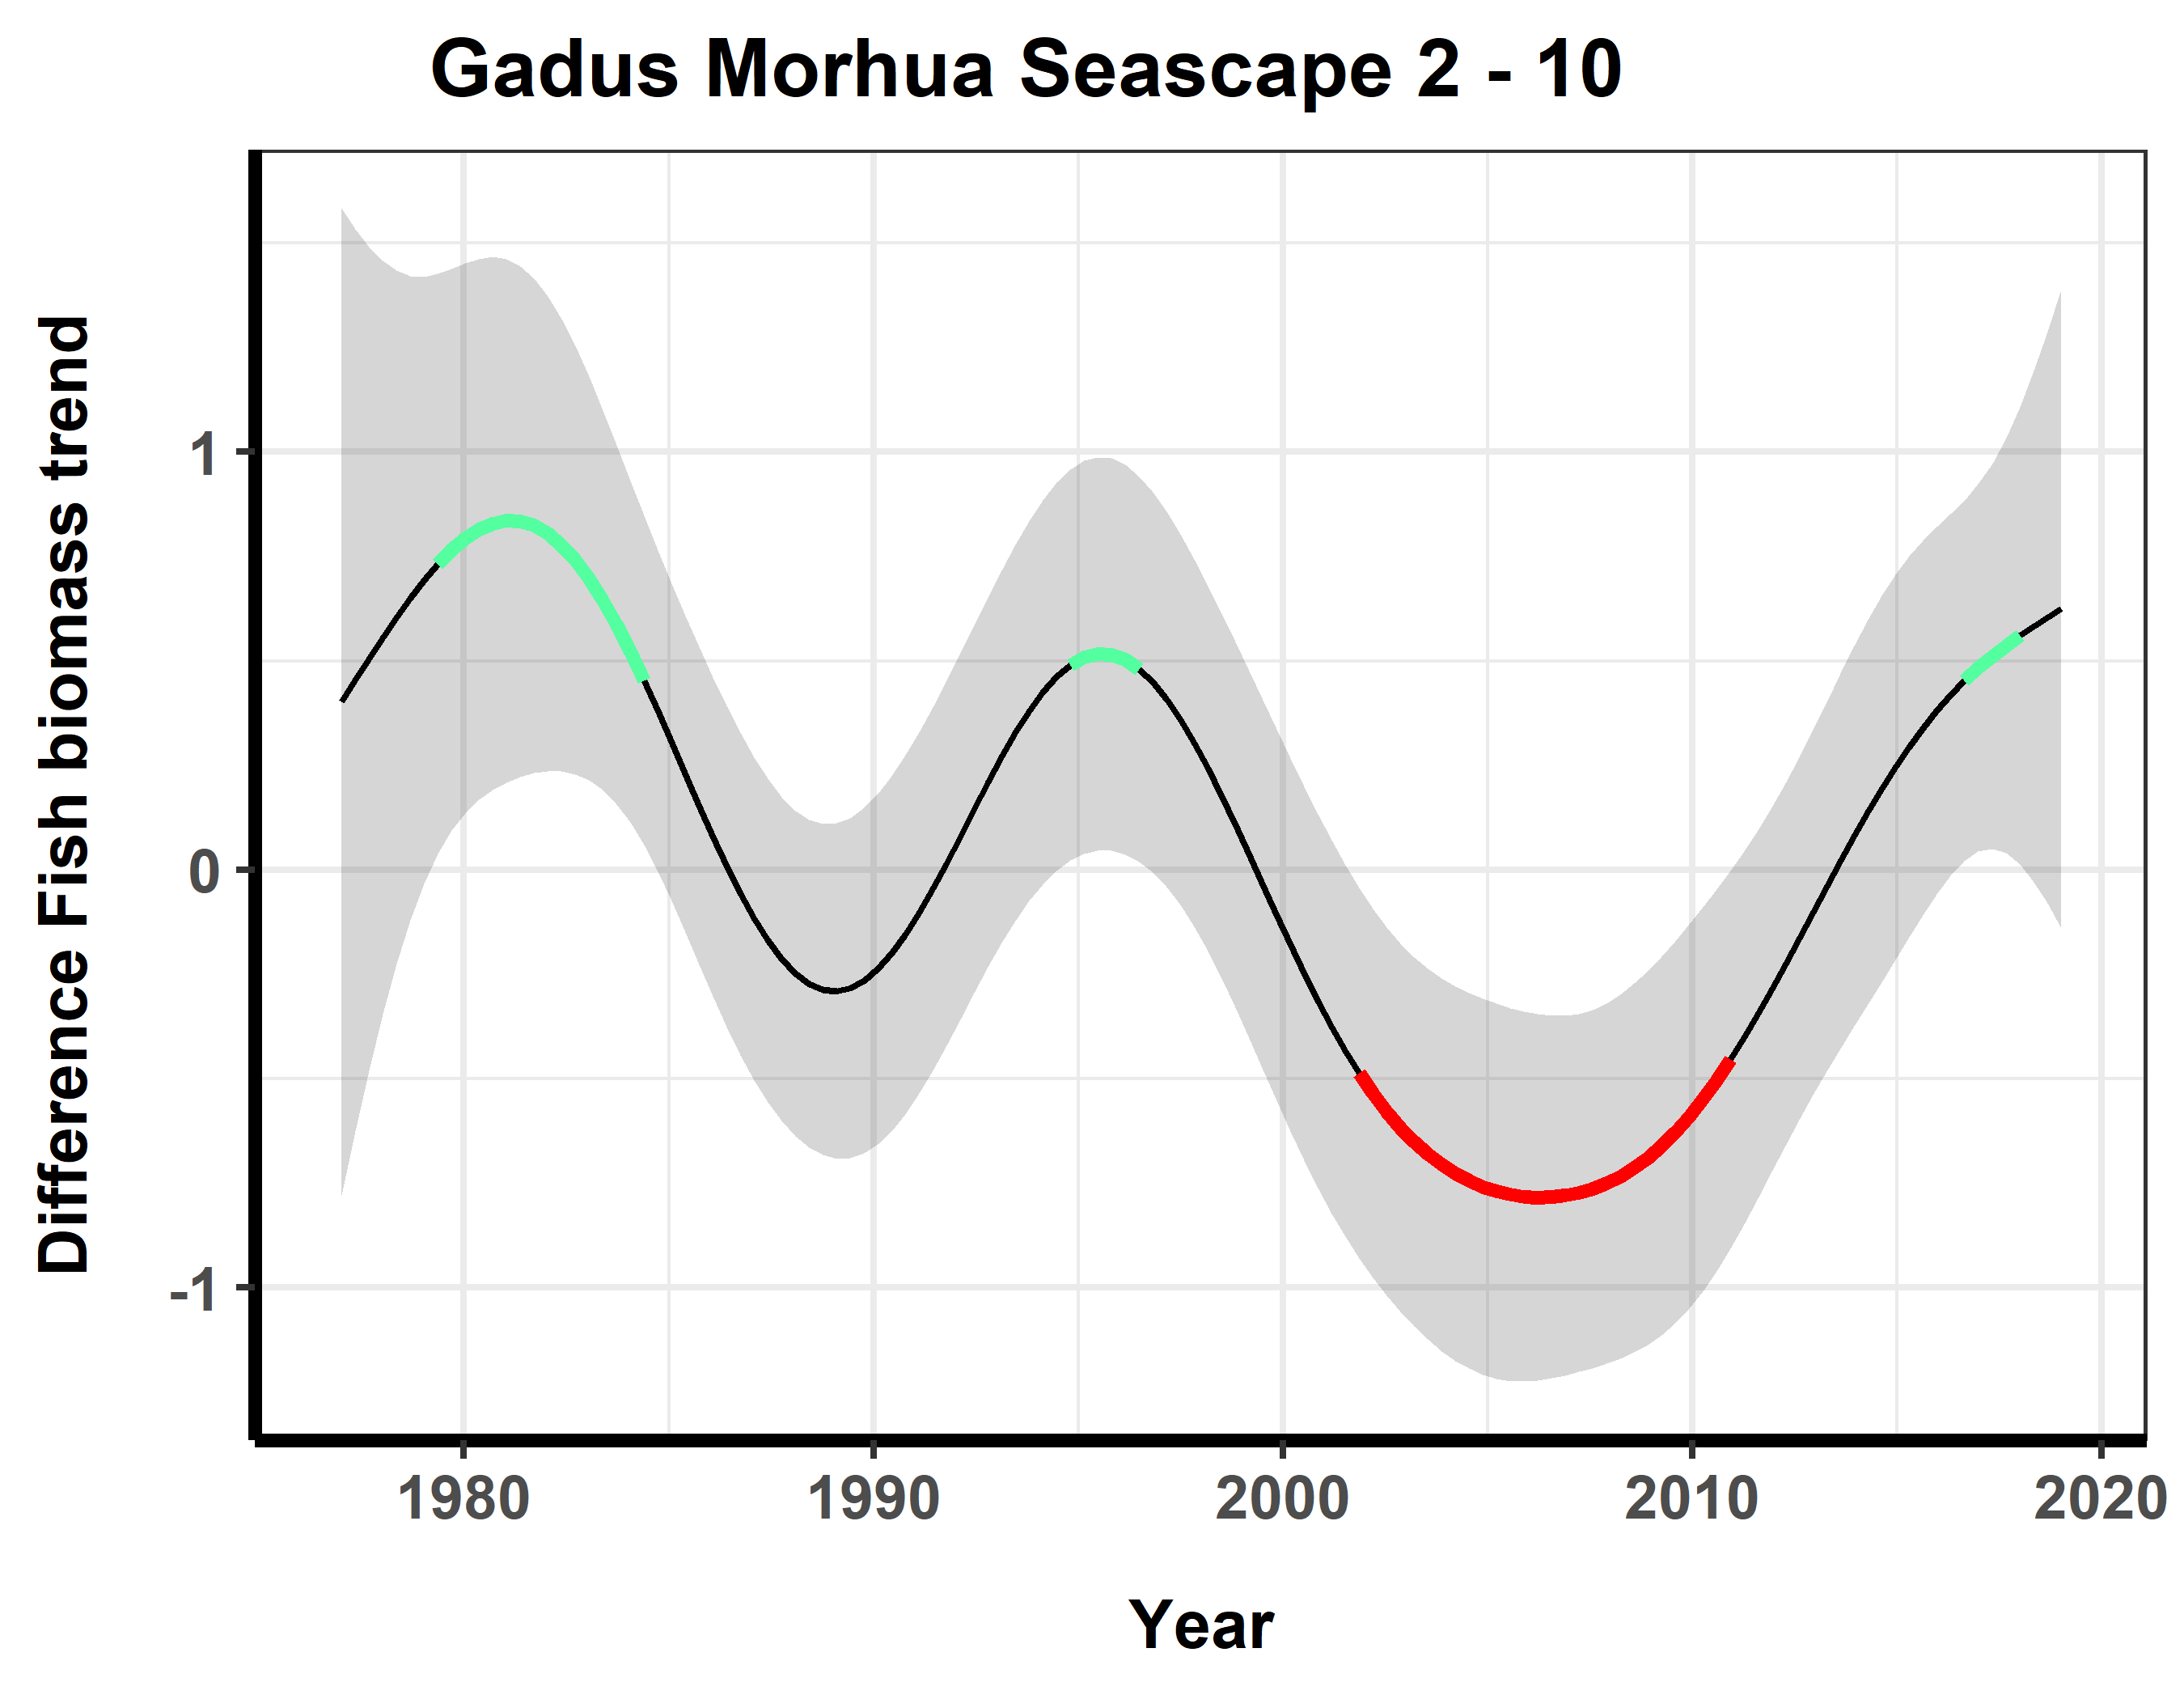 Gadus Morhua Seascape 2 - 10
Difference Fish biomass trend
1
0
-1
1980 1990 2000 2010 2020
Year